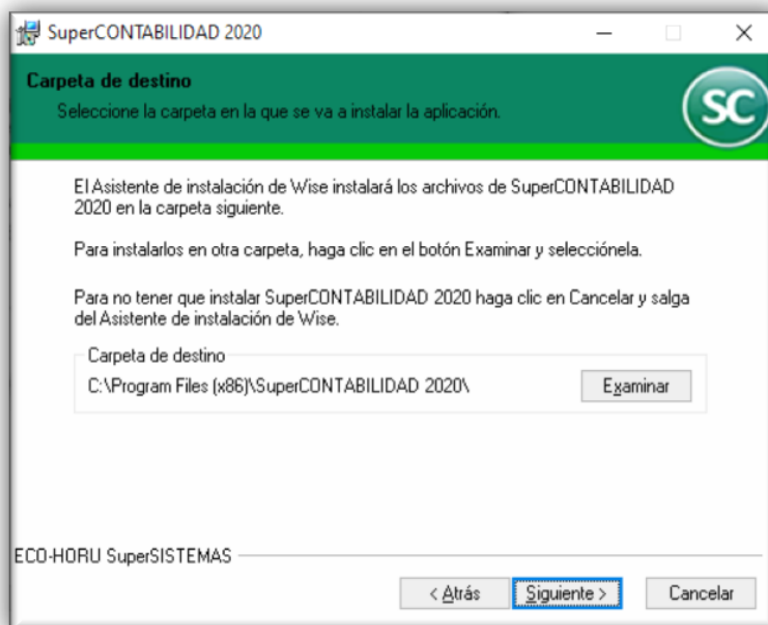 SuperCONTABILIDAD 2020
Carpeta de destino
Seleccione la carpeta en la que se va a instalar la aplicación.
SC
El Asistente de instalación de Wise instalará los archivos de SuperCONTABILIDAD
2020 en la carpeta siguiente.
Para instalarlos en otra carpeta, haga clic en el botón Examinar y selecciónela.
Para no tener que instalar SuperCONTABILIDAD 2020 haga clic en Cancelar y salga
del Asistente de instalación de Wise.
Carpeta de destino
C:\Program Files (x86)\SuperCONTABILIDAD 2020\
Examinar
ECO-HORU SuperSISTEMAS
< Atrás
Siguiente >
Cancelar